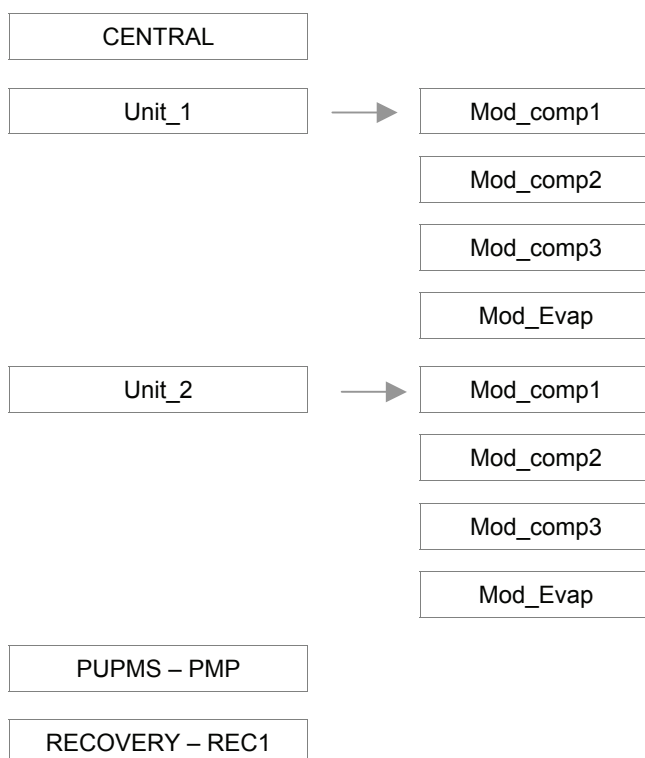 CENTRAL
Unit_1
Mod_comp1
Mod_comp2
Mod_comp3
Mod_Evap
Unit_2
Mod_comp1
Mod_comp2
Mod_comp3
Mod_Evap
PUPMS – PMP
RECOVERY – REC1